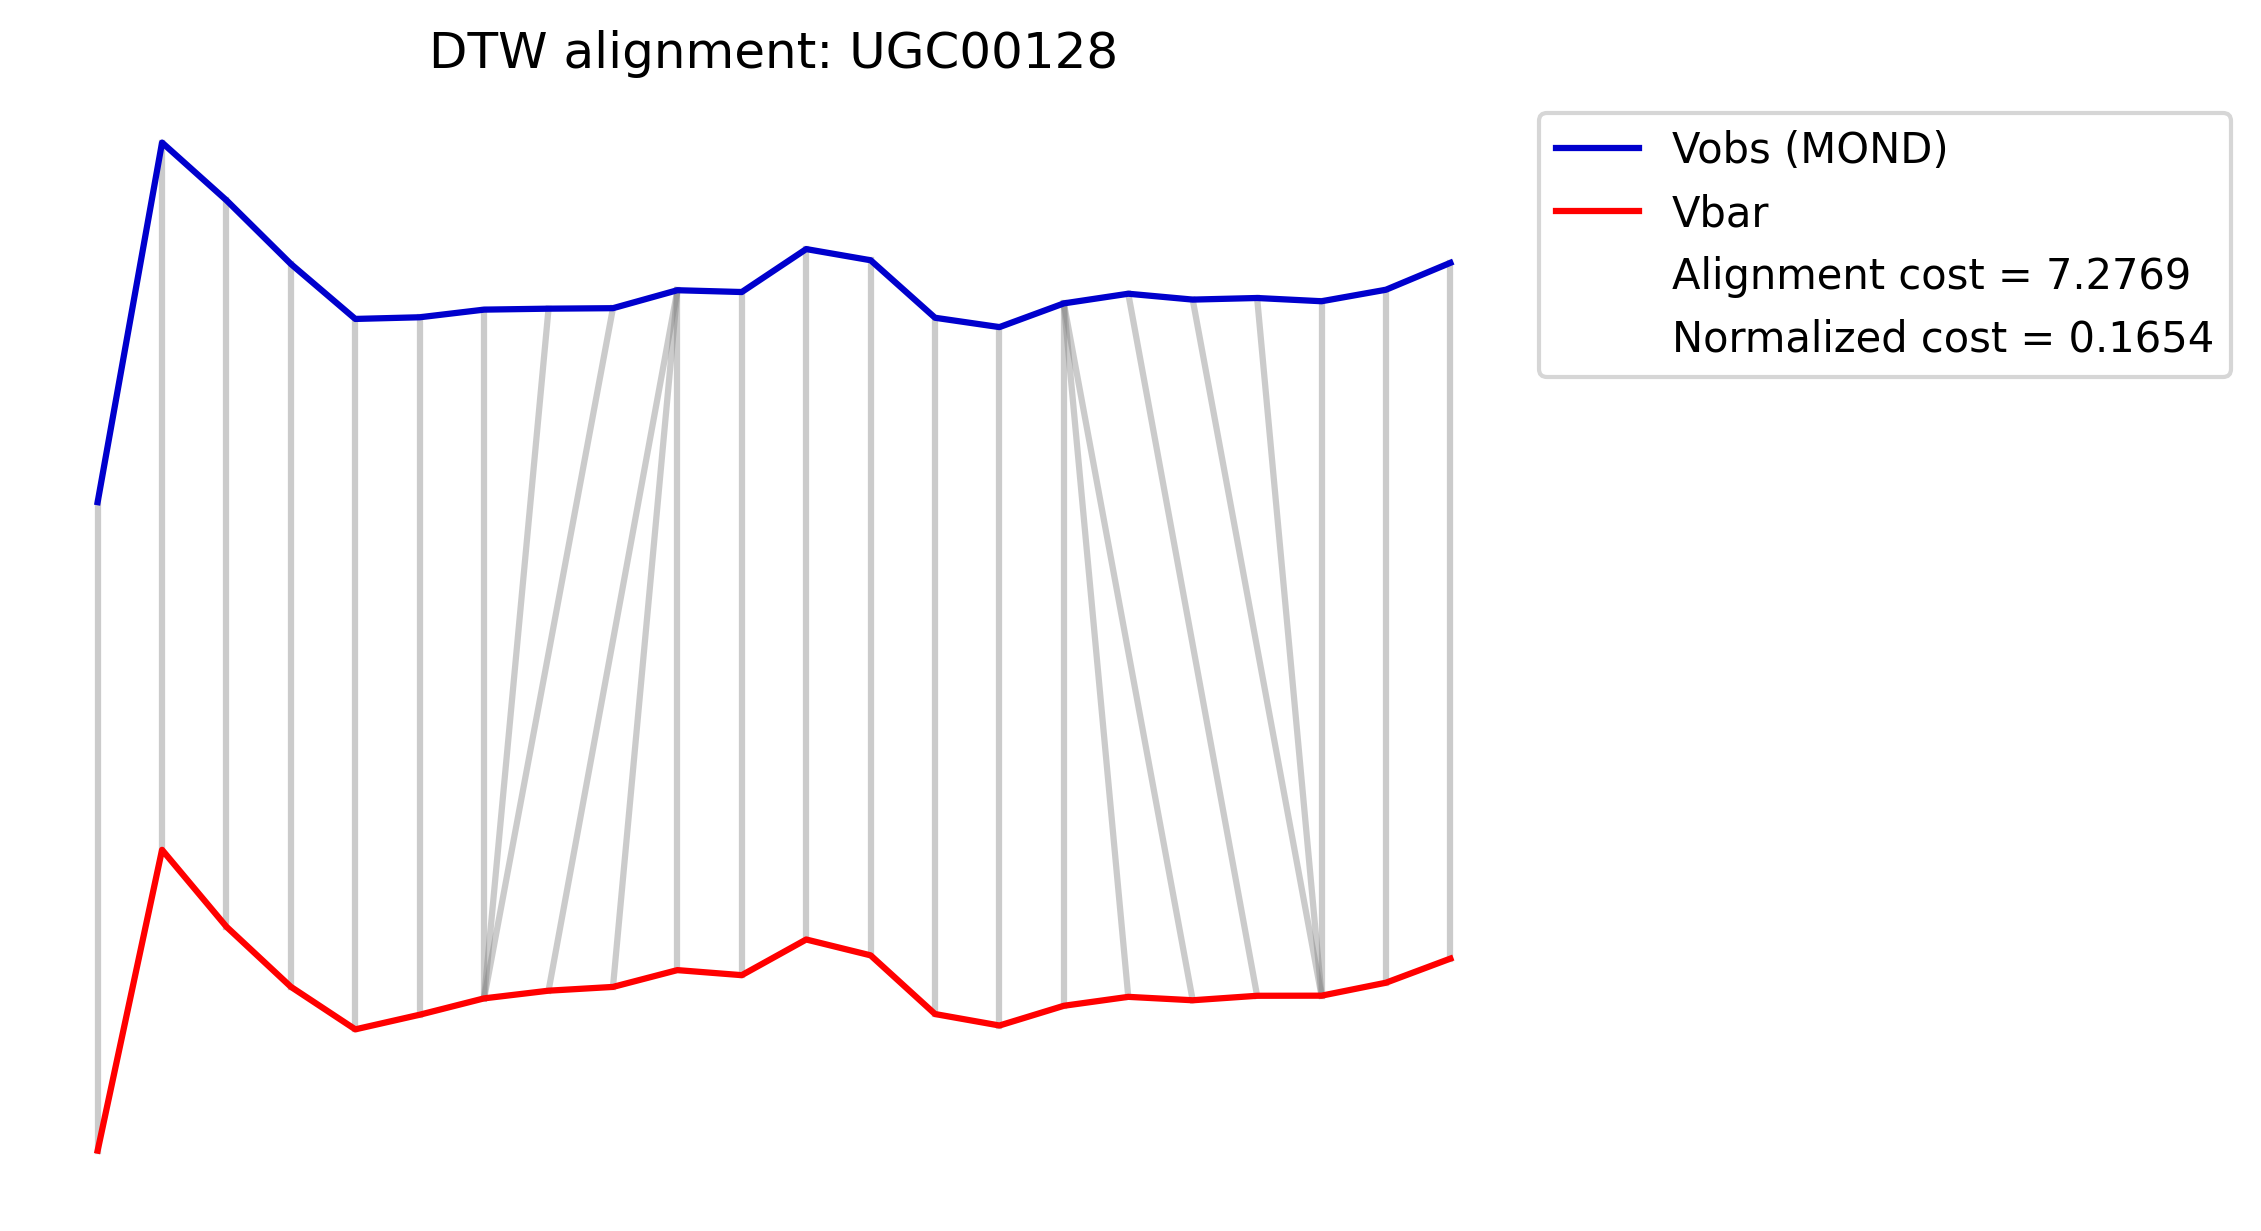 DTW alignment: UGC00128
Vobs (MOND)
Vbar
Alignment cost = 7.2769
Normalized cost = 0.1654